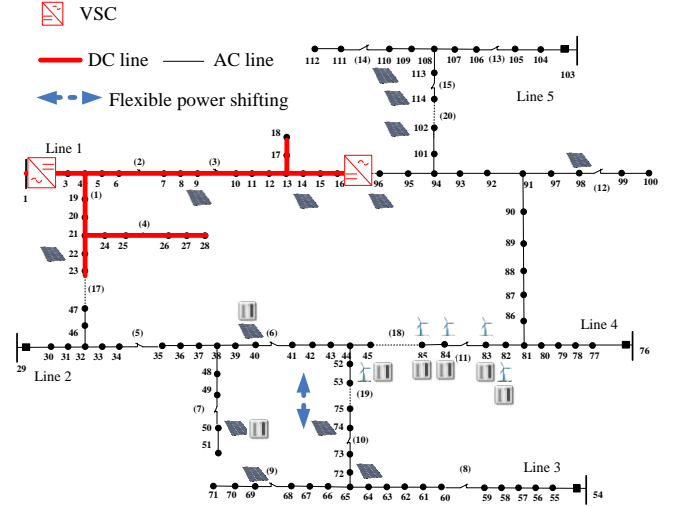 VSC
DC line
AC line
Flexible power shifting
112 111 (14) 110 109 108 107 106 (13) 105 104 103
113
(15)
114
Line 5
(20)
102
101
18
17
Line 1
(2) (3)
1 3 4 5 6 7 8 9 10 11 12 13 14 15 16 96 95 94 93 92 91 97 98 (12) 99 100
19 (1)
20
21
(4)
24 25 26 27 28
22
23
(17)
47
46
90
89
88
87
86
(5) (6) (18) Line 4
29 30 31 32 33 34 35 36 37 38 39 40 41 42 43 44 45 85 84 (11) 83 82 81 80 79 78 77 76
Line 2
48
49
(7)
50
51
52
53
(19)
75
74
(10)
73
72
(9) (8) Line 3
71 70 69 68 67 66 65 64 63 62 61 60 59 58 57 56 55 54